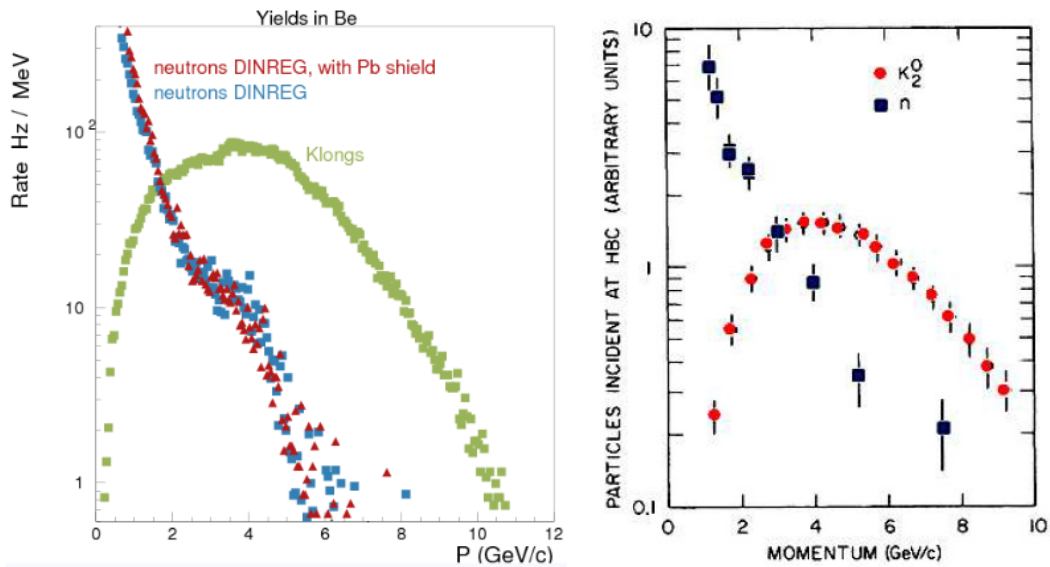 Yields in Be
neutrons DINREG, with Pb shield
neutrons DINREG
Klongs
Rate Hz / MeV
10²
10
1
0
2
4
6
8
10
12
P (GeV/c)
PARTICLES INCIDENT AT HBC (ARBITRARY UNITS)
10
1
0.1
K⁰₂
n
0
2
4
6
8
10
MOMENTUM (GeV/c)